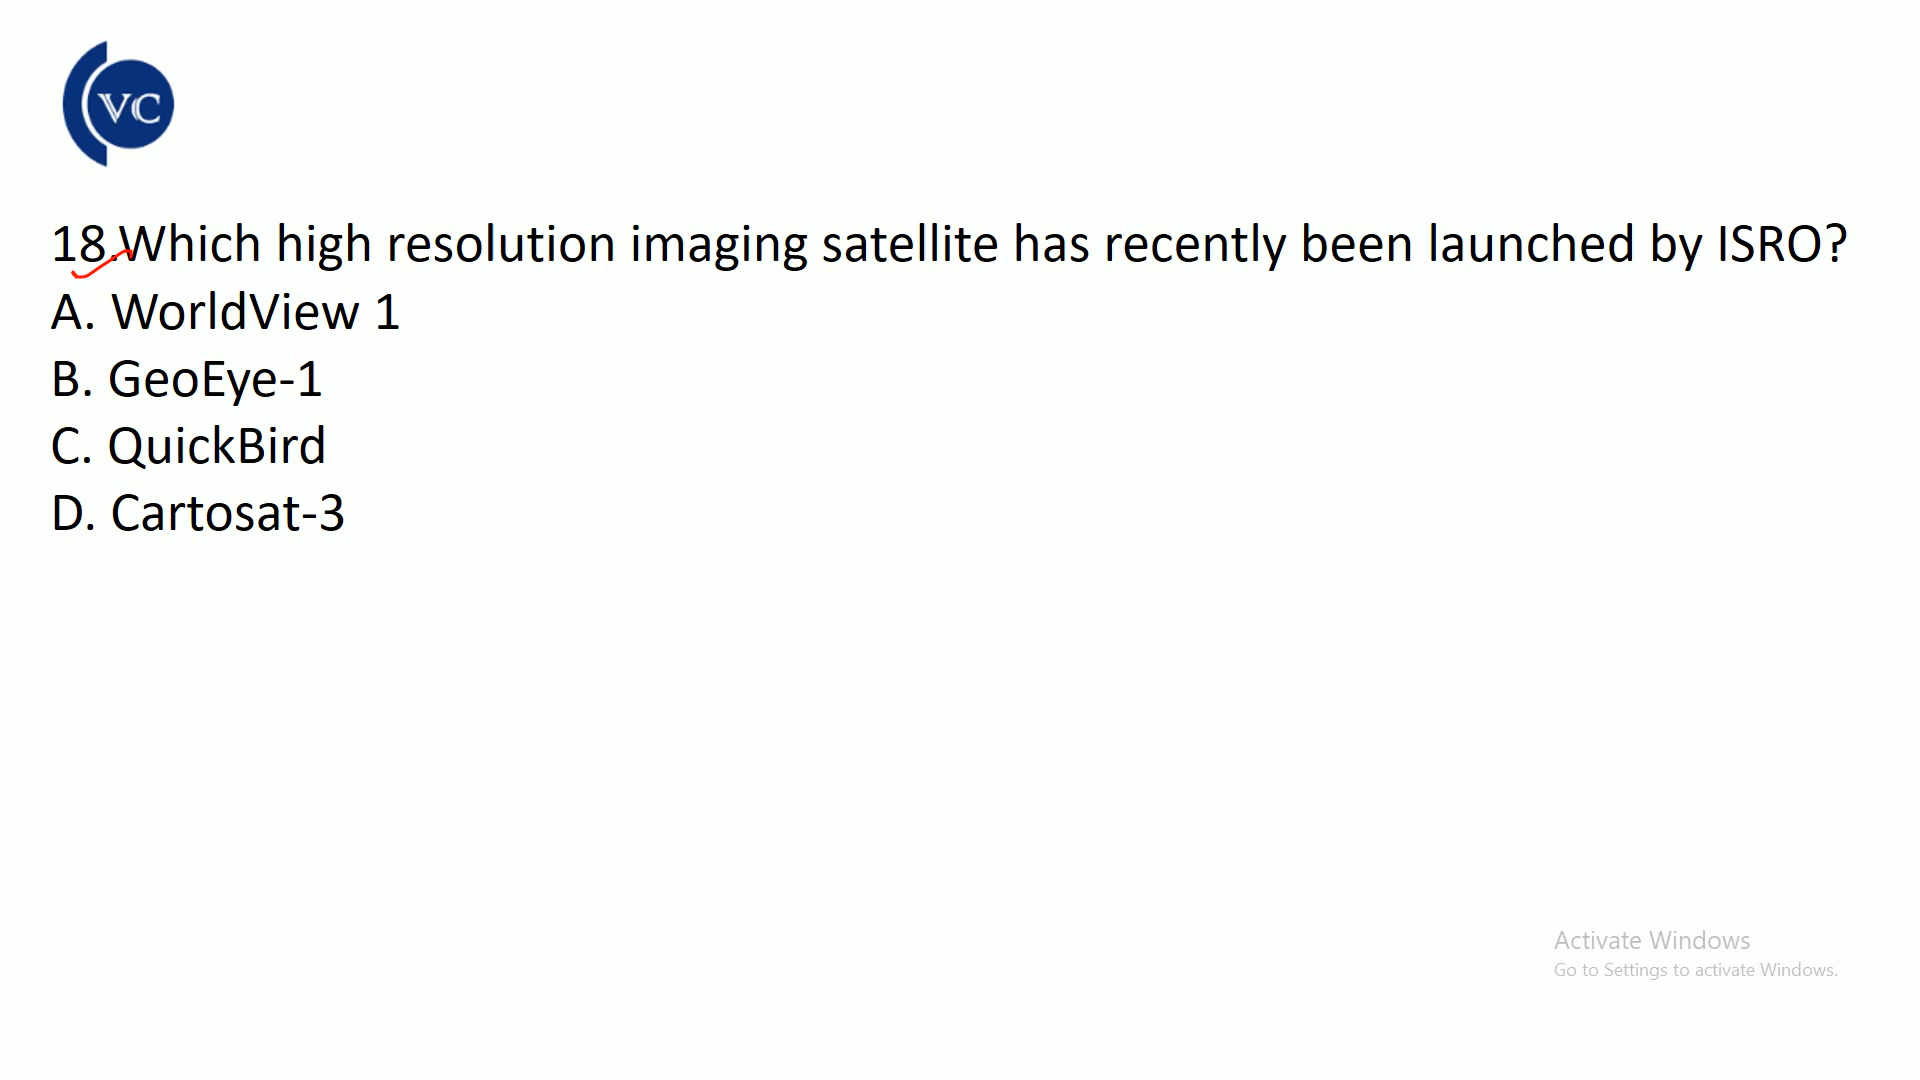 VC
18.Which high resolution imaging satellite has recently been launched by ISRO?
A. WorldView 1
B. GeoEye-1
C. QuickBird
D. Cartosat-3
Activate Windows
Go to Settings to activate Windows.